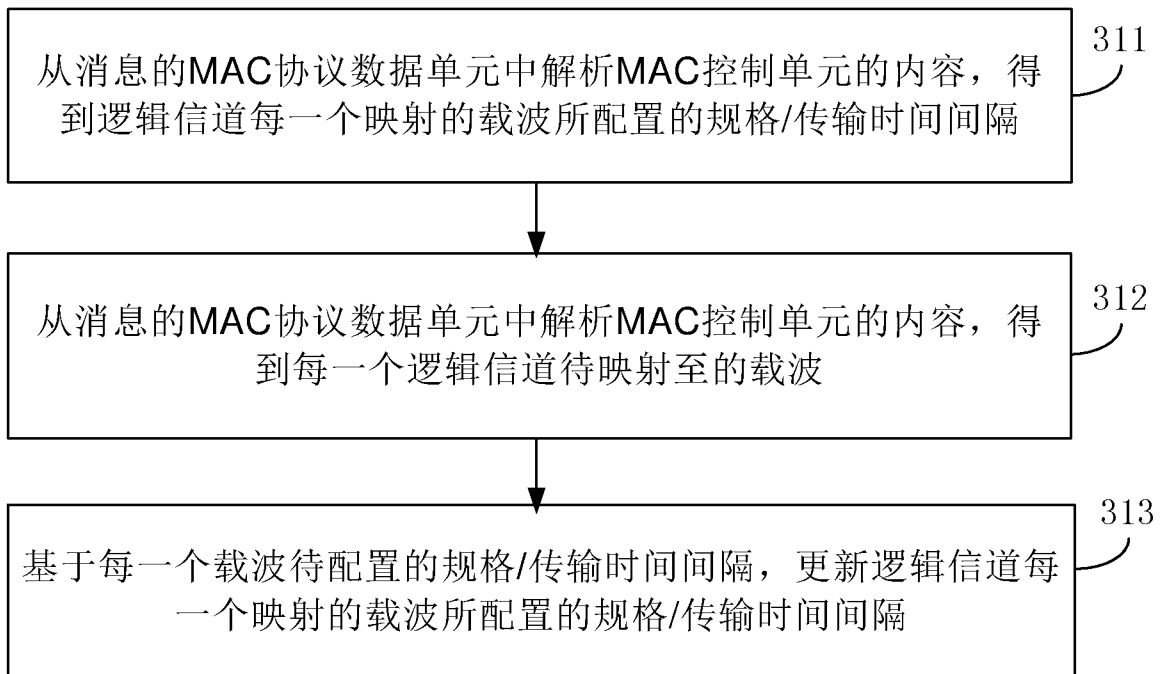 311
从消息的MAC协议数据单元中解析MAC控制单元的内容，得
到逻辑信道每一个映射的载波所配置的规格/传输时间间隔
312
从消息的MAC协议数据单元中解析MAC控制单元的内容，得
到每一个逻辑信道待映射至的载波
313
基于每一个载波待配置的规格/传输时间间隔，更新逻辑信道每
一个映射的载波所配置的规格/传输时间间隔